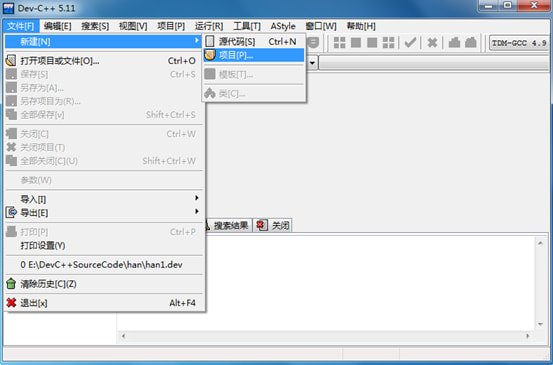 Dev-C++ 5.11
文件[F] 编辑[E] 搜索[S] 视图[V] 项目[P] 运行[R] 工具[T] AStyle 窗口[W] 帮助[H]
新建[N]
源代码[S] Ctrl+N
TDM-GCC 4.9
打开项目或文件[O]... Ctrl+O
项目[P]...
保存[S] Ctrl+S
模板[T]...
另存为[A]...
类[C]...
另存项目为(R)...
全部保存[v] Shift+Ctrl+S
关闭[C] Ctrl+W
关闭项目(T)
全部关闭[C](U) Shift+Ctrl+W
参数(W)
导入[I]
导出[E]
打印[P] Ctrl+P
搜索结果 关闭
打印设置(Y)
0 E:\DevC++SourceCode\han\han1.dev
清除历史[C](Z)
退出[x] Alt+F4